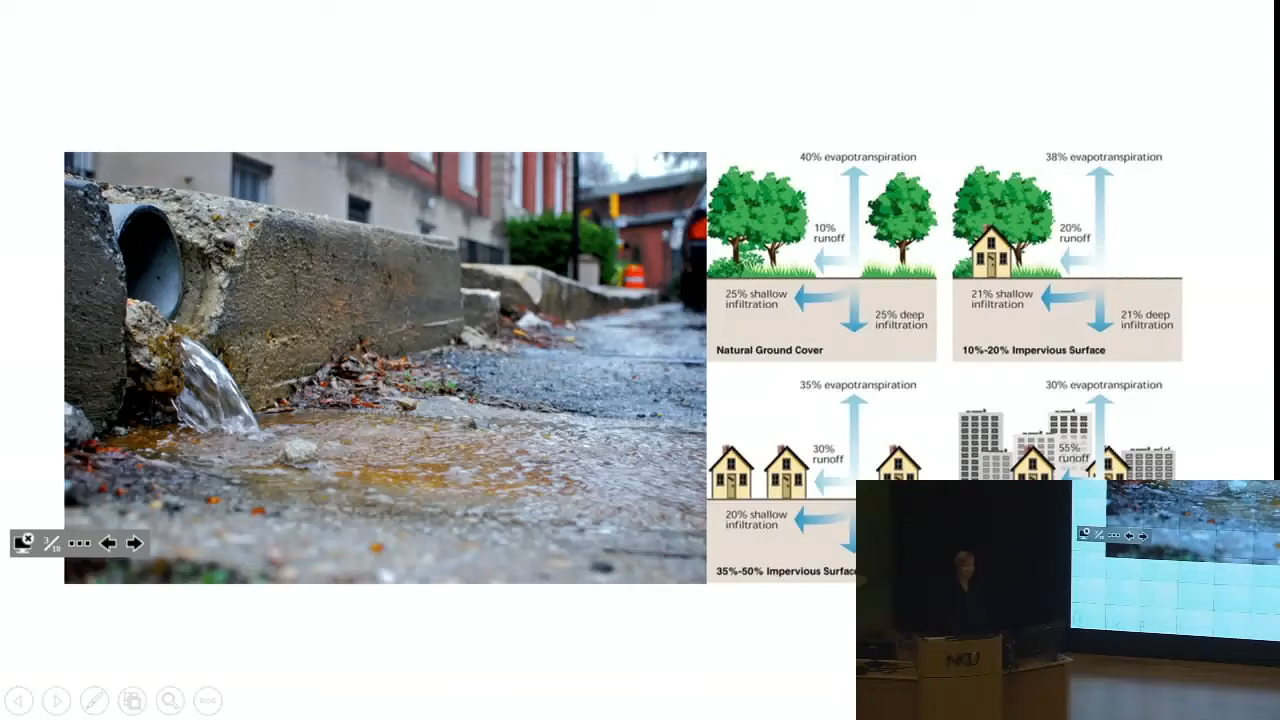 40% evapotranspiration
10%
runoff
25% shallow
infiltration
25% deep
infiltration
Natural Ground Cover
38% evapotranspiration
20%
runoff
21% shallow
infiltration
21% deep
infiltration
10%-20% Impervious Surface
35% evapotranspiration
30%
runoff
20% shallow
infiltration
35%-50% Impervious Surface
30% evapotranspiration
55%
runoff
3/18
NKU